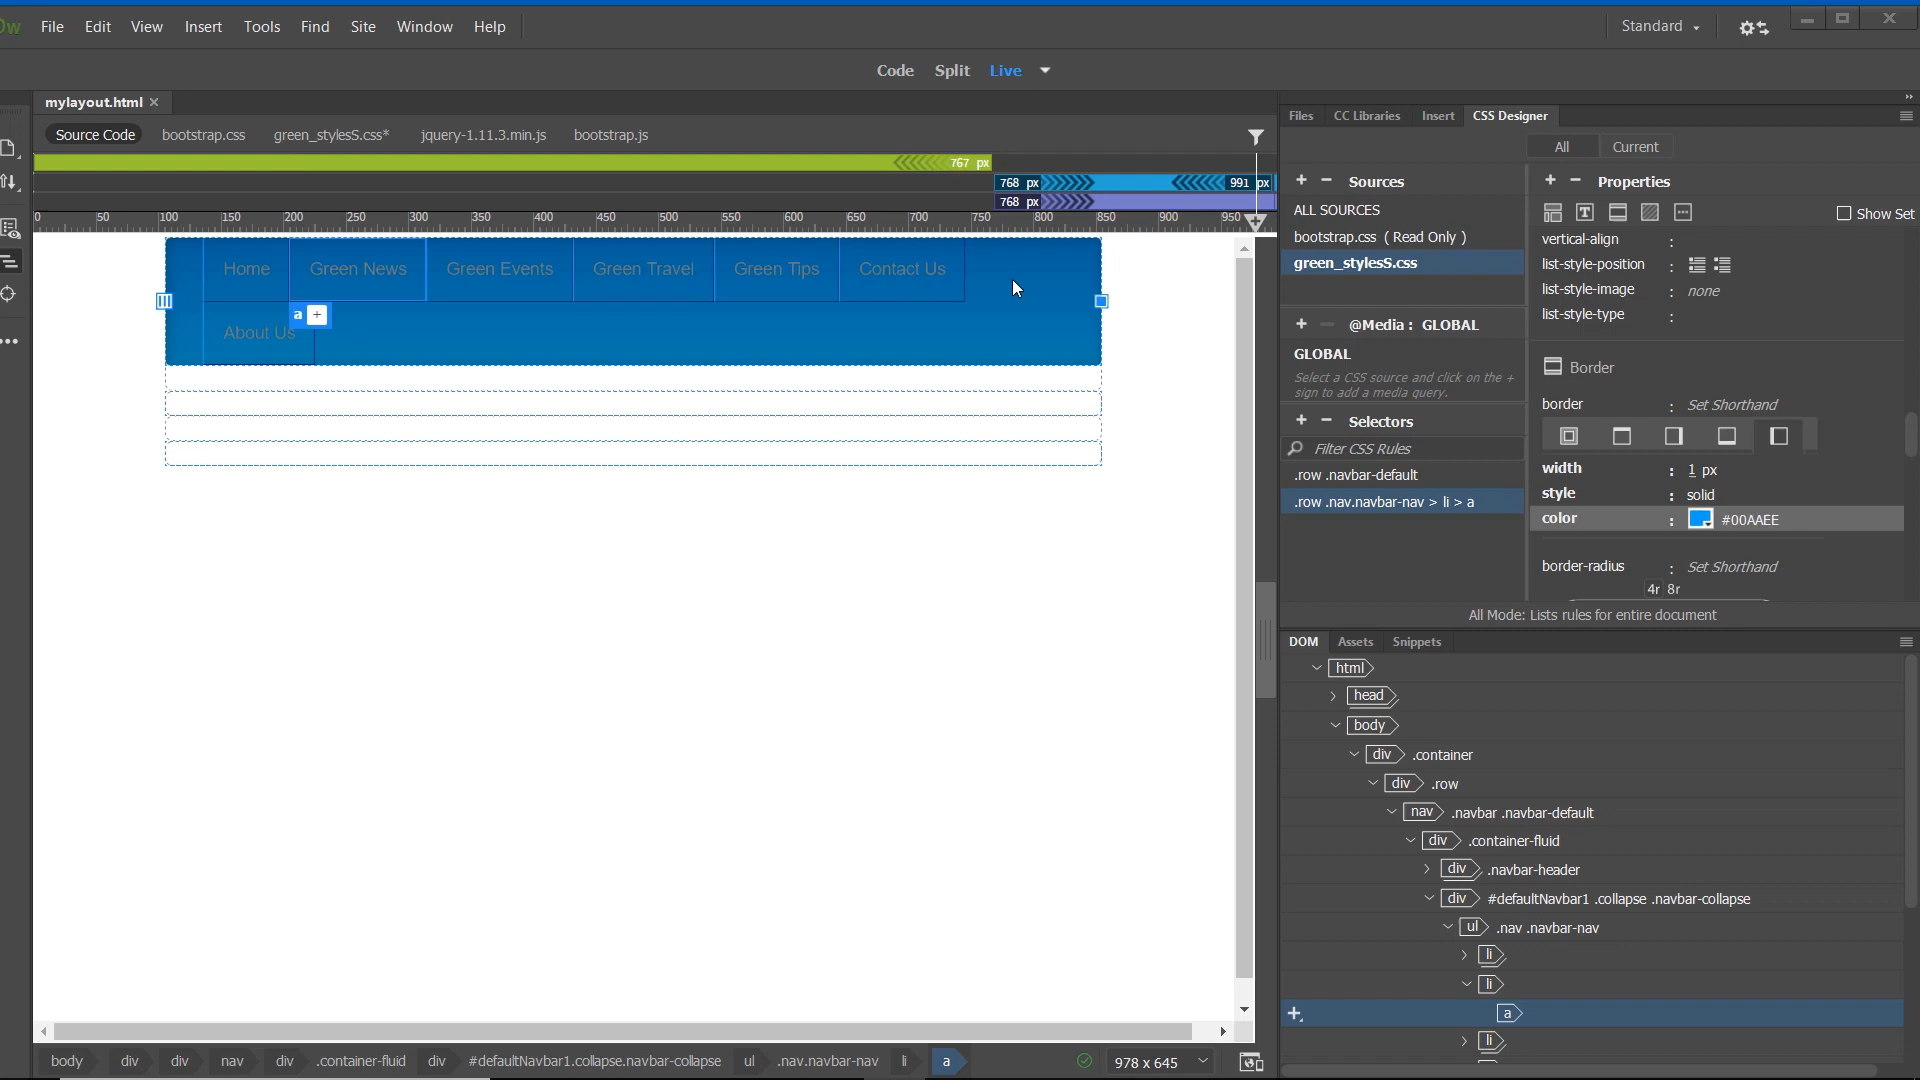 Dw File Edit View Insert Tools Find Site Window Help Standard
Code Split Live
mylayout.html
Source Code bootstrap.css green_stylesS.css* jquery-1.11.3.min.js bootstrap.js
767 px
768 px 991 px
768 px
0 50 100 150 200 250 300 350 400 450 500 550 600 650 700 750 800 850 900 950
Home Green News Green Events Green Travel Green Tips Contact Us
a +
About Us
Files CC Libraries Insert CSS Designer
All Current
+ − Sources
ALL SOURCES
bootstrap.css ( Read Only )
green_stylesS.css
+ − @Media : GLOBAL
GLOBAL
Select a CSS source and click on the +
sign to add a media query.
+ − Selectors
Filter CSS Rules
.row .navbar-default
.row .nav.navbar-nav > li > a
+ − Properties
Show Set
vertical-align :
list-style-position :
list-style-image : none
list-style-type :
Border
border : Set Shorthand
width : 1 px
style : solid
color : #00AAEE
border-radius : Set Shorthand
4r 8r
All Mode: Lists rules for entire document
DOM Assets Snippets
html
head
body
div .container
div .row
nav .navbar .navbar-default
div .container-fluid
div .navbar-header
div #defaultNavbar1 .collapse .navbar-collapse
ul .nav .navbar-nav
li
li
a
li
body div div nav div .container-fluid div #defaultNavbar1.collapse.navbar-collapse ul .nav.navbar-nav li a 978 x 645